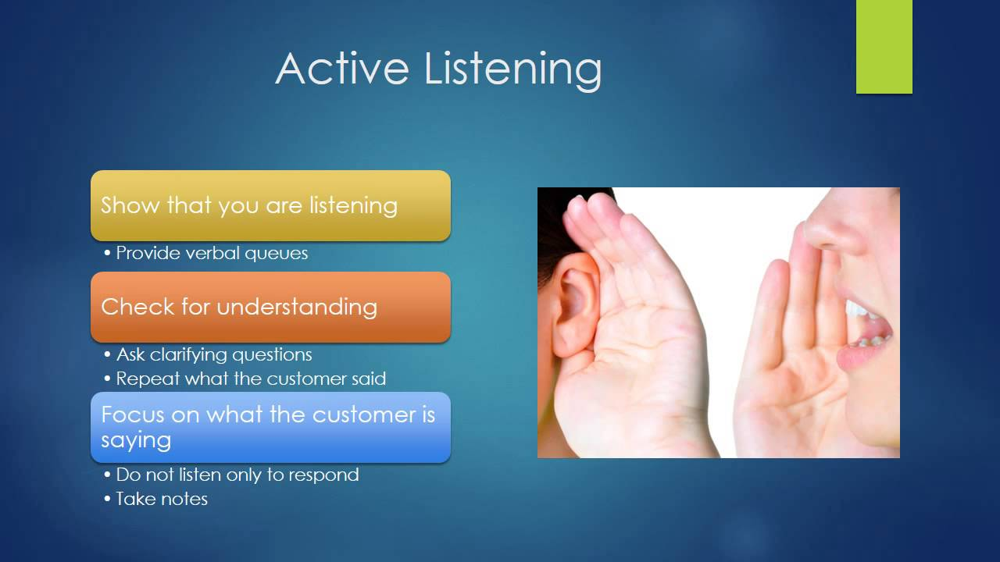 Active Listening
Show that you are listening
• Provide verbal queues
Check for understanding
• Ask clarifying questions
• Repeat what the customer said
Focus on what the customer is
saying
• Do not listen only to respond
• Take notes